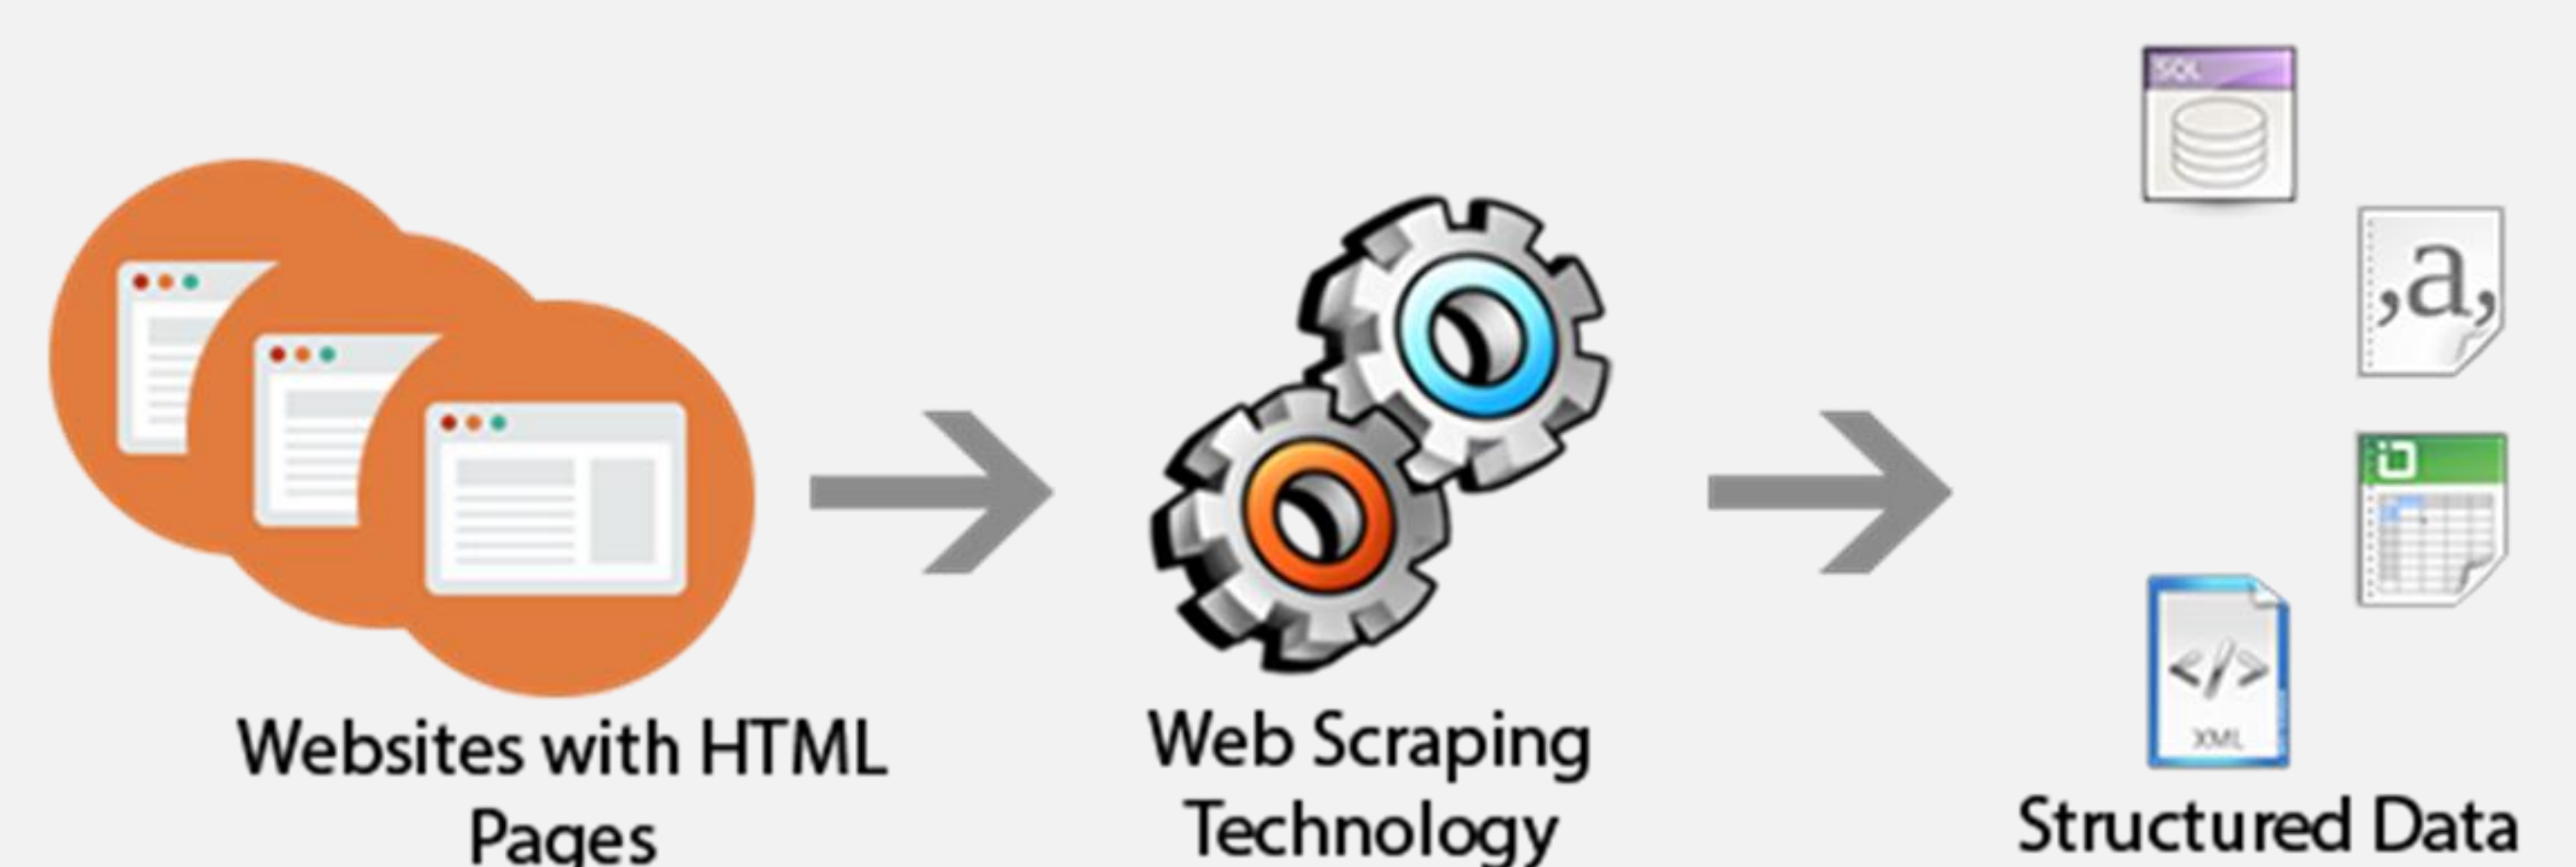 SQL
,a,
XML
Websites with HTML
Pages
Web Scraping
Technology
Structured Data